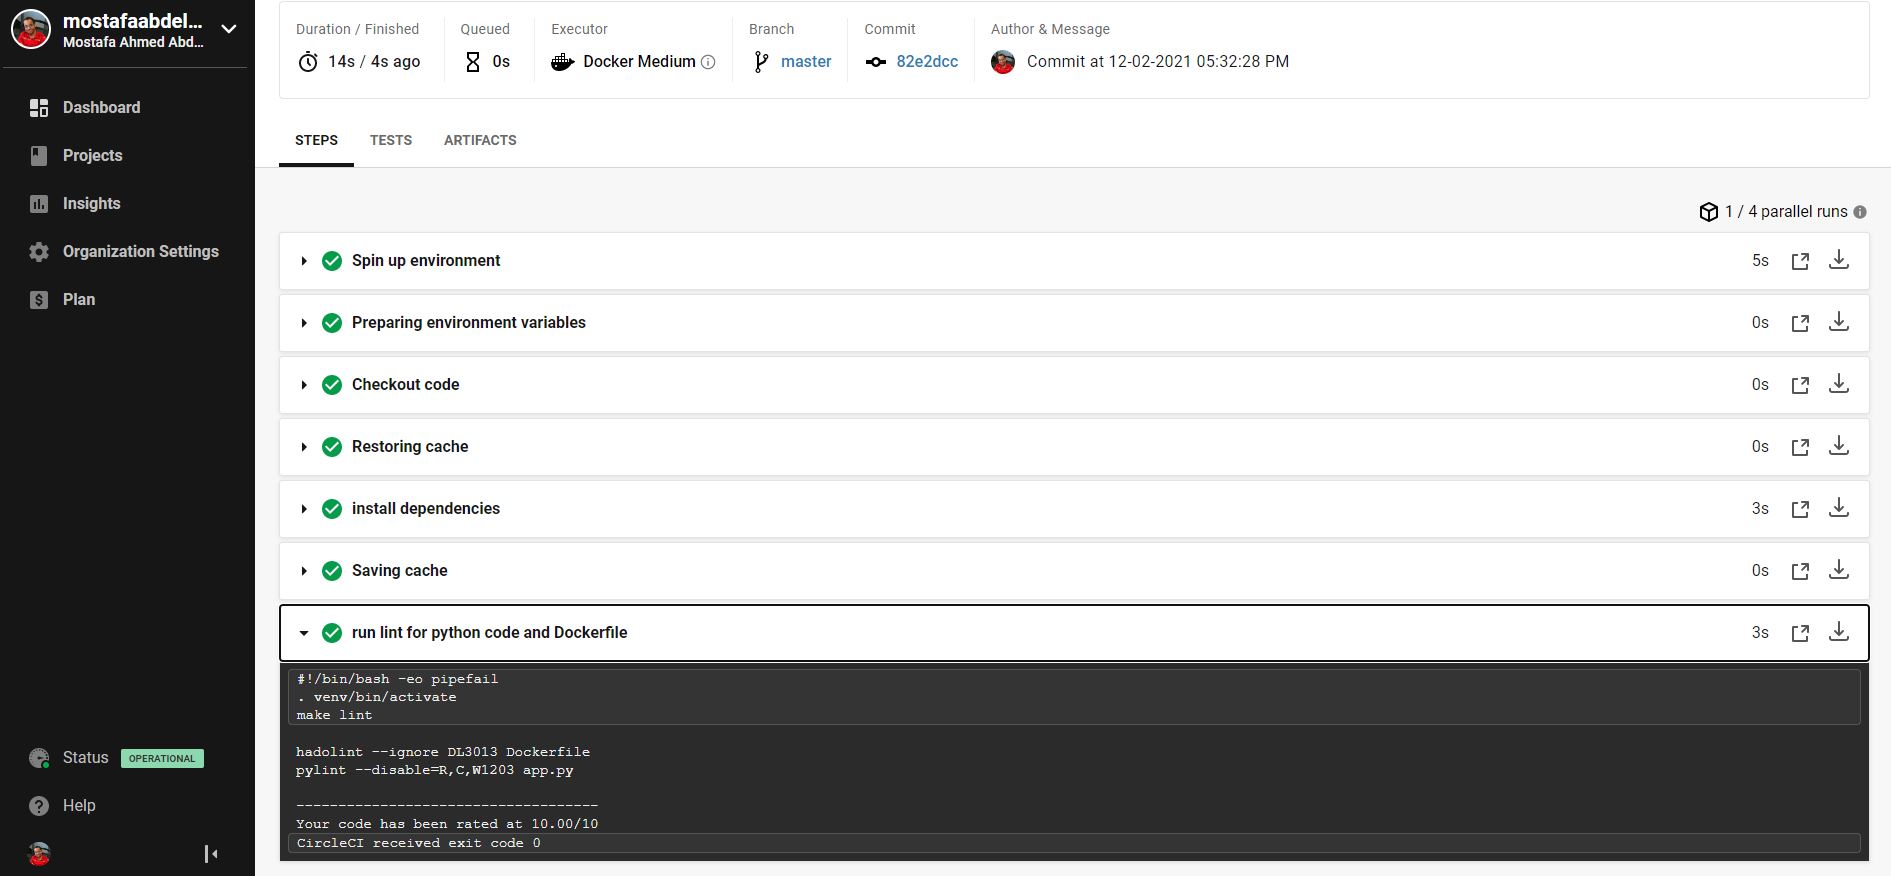 mostafaabdel...
Mostafa Ahmed Abd...
Dashboard
Projects
Insights
Organization Settings
Plan
Status OPERATIONAL
Help
Duration / Finished
14s / 4s ago
Queued
0s
Executor
Docker Medium
Branch
master
Commit
82e2dcc
Author & Message
Commit at 12-02-2021 05:32:28 PM
STEPS TESTS ARTIFACTS
1 / 4 parallel runs
Spin up environment 5s
Preparing environment variables 0s
Checkout code 0s
Restoring cache 0s
install dependencies 3s
Saving cache 0s
run lint for python code and Dockerfile 3s
#!/bin/bash -eo pipefail
. venv/bin/activate
make lint
hadolint --ignore DL3013 Dockerfile
pylint --disable=R,C,W1203 app.py
------------------------------------
Your code has been rated at 10.00/10
CircleCI received exit code 0